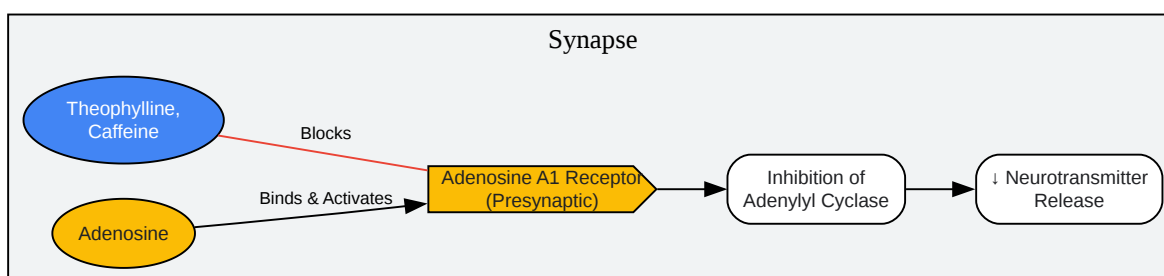 Synapse
Theophylline,
Caffeine
Blocks
Binds & Activates
Adenosine
Adenosine A1 Receptor
(Presynaptic)
Inhibition of
Adenylyl Cyclase
↓ Neurotransmitter
Release